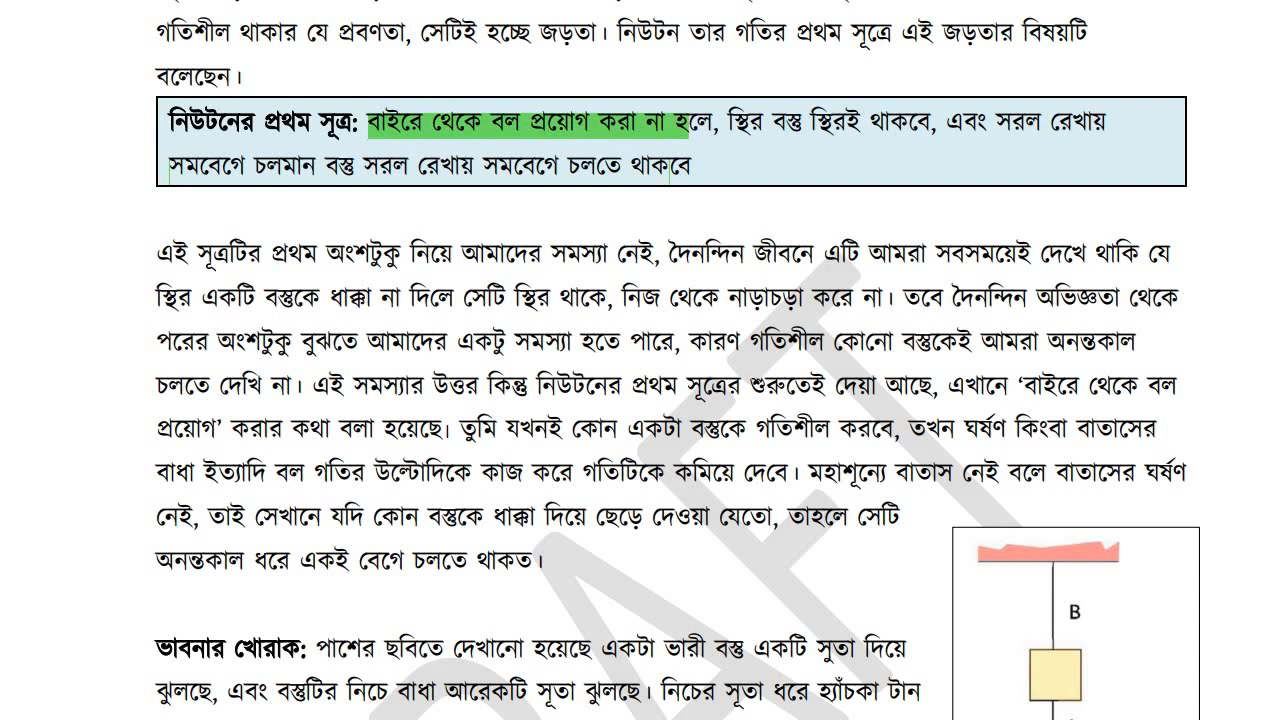 গতিশীল থাকার যে প্রবণতা, সেটিই হচ্ছে জড়তা। নিউটন তার গতির প্রথম সূত্রে এই জড়তার বিষয়টি
বলেছেন।
নিউটনের প্রথম সূত্র: বাইরে থেকে বল প্রয়োগ করা না হলে, স্থির বস্তু স্থিরই থাকবে, এবং সরল রেখায়
সমবেগে চলমান বস্তু সরল রেখায় সমবেগে চলতে থাকবে
এই সূত্রটির প্রথম অংশটুকু নিয়ে আমাদের সমস্যা নেই, দৈনন্দিন জীবনে এটি আমরা সবসময়েই দেখে থাকি যে
স্থির একটি বস্তুকে ধাক্কা না দিলে সেটি স্থির থাকে, নিজ থেকে নাড়াচড়া করে না। তবে দৈনন্দিন অভিজ্ঞতা থেকে
পরের অংশটুকু বুঝতে আমাদের একটু সমস্যা হতে পারে, কারণ গতিশীল কোনো বস্তুকেই আমরা অনন্তকাল
চলতে দেখি না। এই সমস্যার উত্তর কিন্তু নিউটনের প্রথম সূত্রের শুরুতেই দেয়া আছে, এখানে ‘বাইরে থেকে বল
প্রয়োগ’ করার কথা বলা হয়েছে। তুমি যখনই কোন একটা বস্তুকে গতিশীল করবে, তখন ঘর্ষণ কিংবা বাতাসের
বাধা ইত্যাদি বল গতির উল্টোদিকে কাজ করে গতিটিকে কমিয়ে দেবে। মহাশূন্যে বাতাস নেই বলে বাতাসের ঘর্ষণ
নেই, তাই সেখানে যদি কোন বস্তুকে ধাক্কা দিয়ে ছেড়ে দেওয়া যেতো, তাহলে সেটি
অনন্তকাল ধরে একই বেগে চলতে থাকত।
B
ভাবনার খোরাক: পাশের ছবিতে দেখানো হয়েছে একটা ভারী বস্তু একটি সুতা দিয়ে
ঝুলছে, এবং বস্তুটির নিচে বাধা আরেকটি সূতা ঝুলছে। নিচের সূতা ধরে হ্যাঁচকা টান